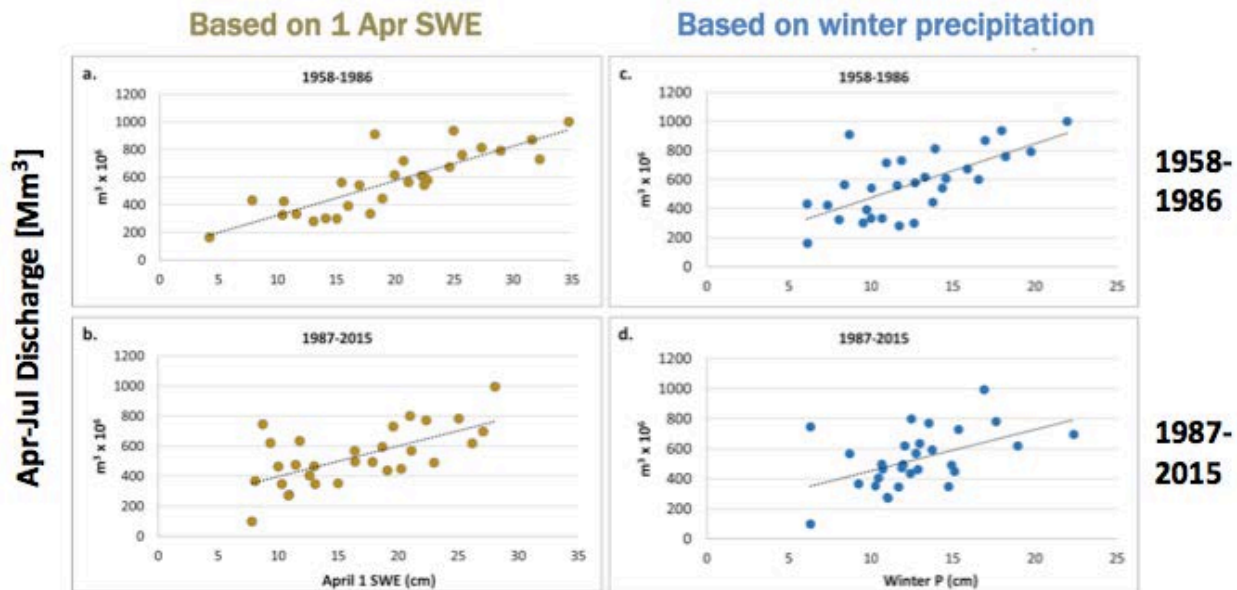 Based on 1 Apr SWE
Based on winter precipitation
Apr-Jul Discharge [Mm³]
a.
1958-1986
m³ x 10⁶
1200
1000
800
600
400
200
0
0 5 10 15 20 25 30 35
c.
1958-1986
m³ x 10⁶
1200
1000
800
600
400
200
0
0 5 10 15 20 25
1958-
1986
b.
1987-2015
m³ x 10⁶
1200
1000
800
600
400
200
0
0 5 10 15 20 25 30 35
April 1 SWE (cm)
d.
1987-2015
m³ x 10⁶
1200
1000
800
600
400
200
0
0 5 10 15 20 25
Winter P (cm)
1987-
2015